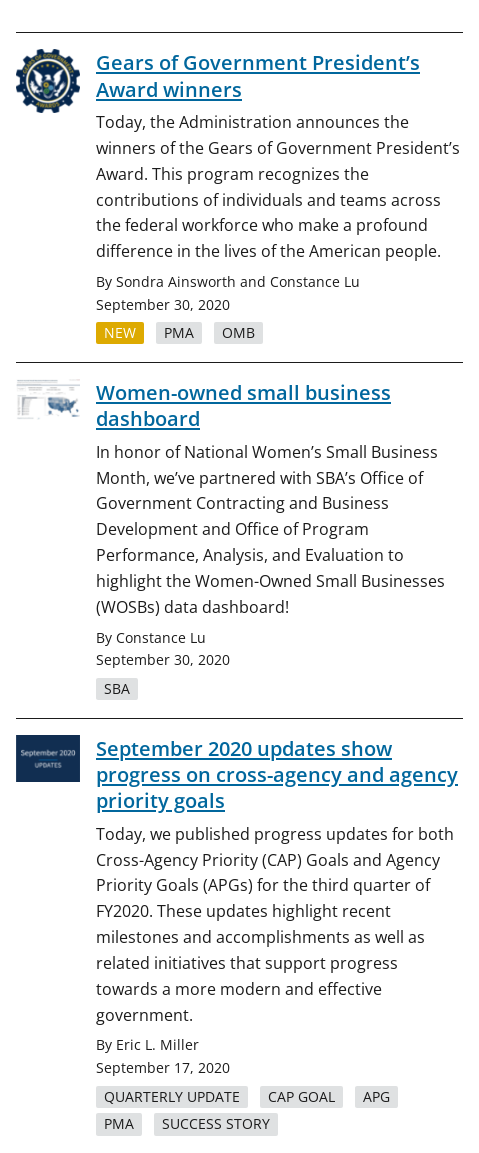 Gears of Government President’s
Award winners
Today, the Administration announces the
winners of the Gears of Government President’s
Award. This program recognizes the
contributions of individuals and teams across
the federal workforce who make a profound
difference in the lives of the American people.
By Sondra Ainsworth and Constance Lu
September 30, 2020
NEW PMA OMB
Women-owned small business
dashboard
In honor of National Women’s Small Business
Month, we’ve partnered with SBA’s Office of
Government Contracting and Business
Development and Office of Program
Performance, Analysis, and Evaluation to
highlight the Women-Owned Small Businesses
(WOSBs) data dashboard!
By Constance Lu
September 30, 2020
SBA
September 2020
UPDATES
September 2020 updates show
progress on cross-agency and agency
priority goals
Today, we published progress updates for both
Cross-Agency Priority (CAP) Goals and Agency
Priority Goals (APGs) for the third quarter of
FY2020. These updates highlight recent
milestones and accomplishments as well as
related initiatives that support progress
towards a more modern and effective
government.
By Eric L. Miller
September 17, 2020
QUARTERLY UPDATE CAP GOAL APG
PMA SUCCESS STORY